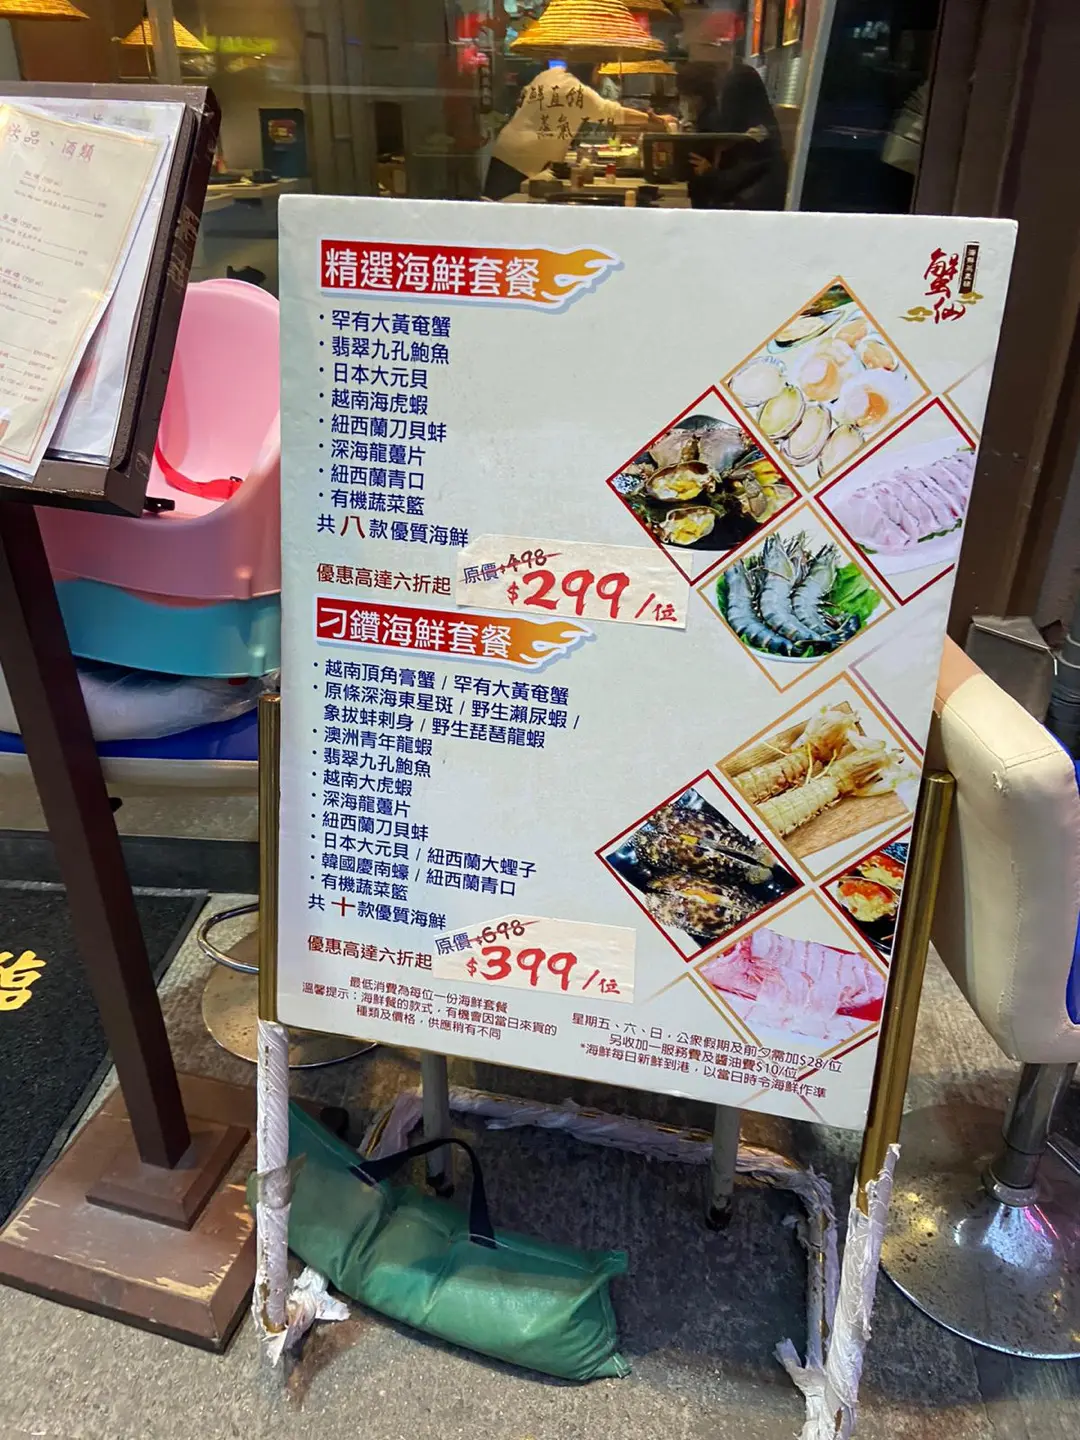 飲品、酒類
海鮮直銷
蒸氣石鍋
蟹仙
精選海鮮套餐
·罕有大黃奄蟹
·翡翠九孔鮑魚
·日本大元貝
·越南海虎蝦
·紐西蘭刀貝蚌
·深海龍躉片
·紐西蘭青口
·有機蔬菜籃
共八款優質海鮮
優惠高達六折起
原價$498
$299/位
刁鑽海鮮套餐
·越南頂角膏蟹 / 罕有大黃奄蟹
·原條深海東星斑 / 野生瀨尿蝦 /
象拔蚌刺身 / 野生琵琶龍蝦
·澳洲青年龍蝦
·翡翠九孔鮑魚
·越南大虎蝦
·深海龍躉片
·紐西蘭刀貝蚌
·日本大元貝 / 紐西蘭大蟶子
·韓國慶南蠔 / 紐西蘭青口
·有機蔬菜籃
共十款優質海鮮
優惠高達六折起
原價$698
$399/位
最低消費為每位一份海鮮套餐
溫馨提示：海鮮餐的款式，有機會因當日來貨的
種類及價格，供應稍有不同
星期五、六、日，公眾假期及前夕需加$28/位
另收加一服務費及醬油費$10/位
*海鮮每日新鮮到港，以當日時令海鮮作準